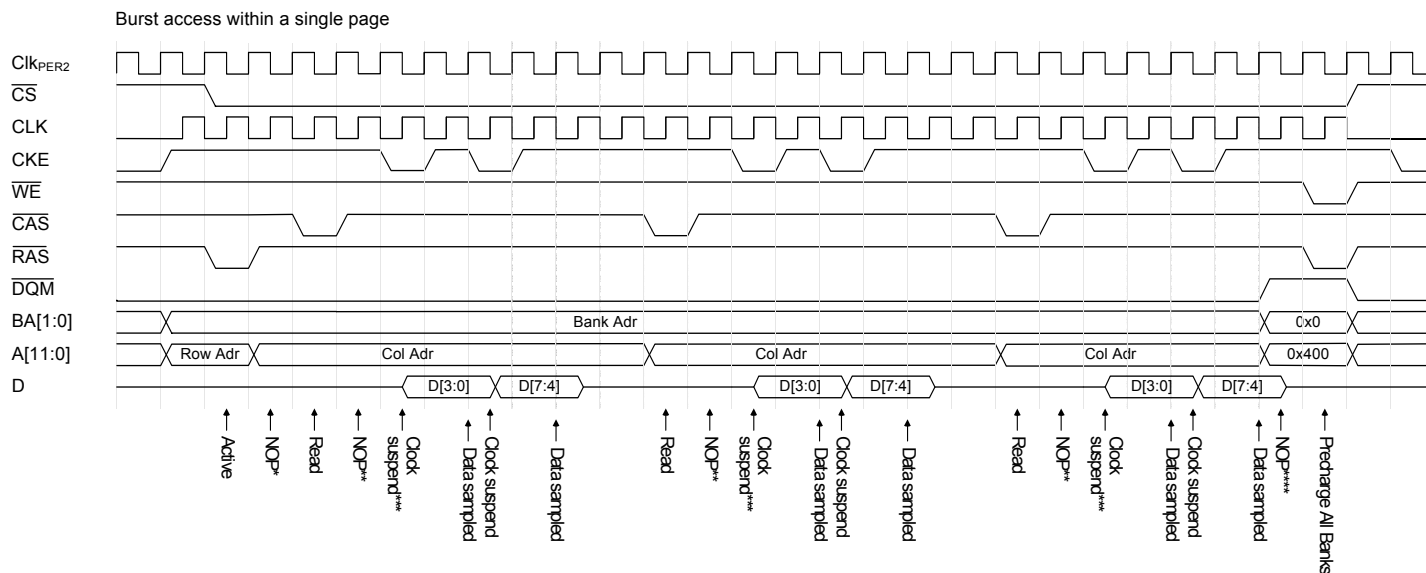 Burst access within a single page
ClkPER2
CS
CLK
CKE
WE
CAS
RAS
DQM
BA[1:0] Bank Adr 0x0
A[11:0] Row Adr Col Adr Col Adr Col Adr 0x400
D D[3:0] D[7:4] D[3:0] D[7:4] D[3:0] D[7:4]
Active
NOP*
Read
NOP**
Clock
suspend***
Data sampled
Clock suspend
Data sampled
Read
NOP**
Clock
suspend***
Data sampled
Clock suspend
Data sampled
Read
NOP**
Clock
suspend***
Data sampled
Clock suspend
Data sampled
NOP****
Precharge All Banks